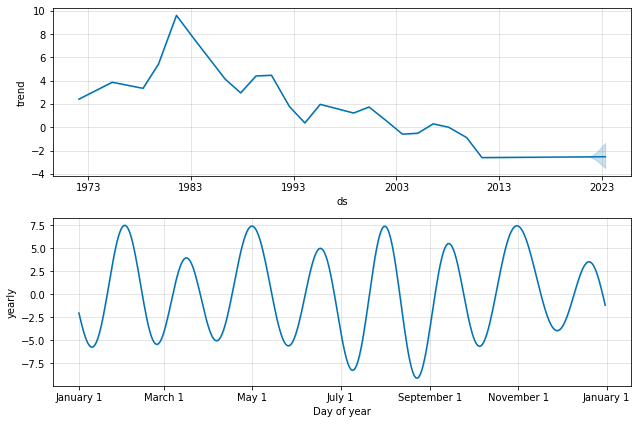 10
8
6
4
2
0
−2
−4
trend
1973
1983
1993
2003
2013
2023
ds
7.5
5.0
2.5
0.0
−2.5
−5.0
−7.5
yearly
January 1
March 1
May 1
July 1
September 1
November 1
January 1
Day of year